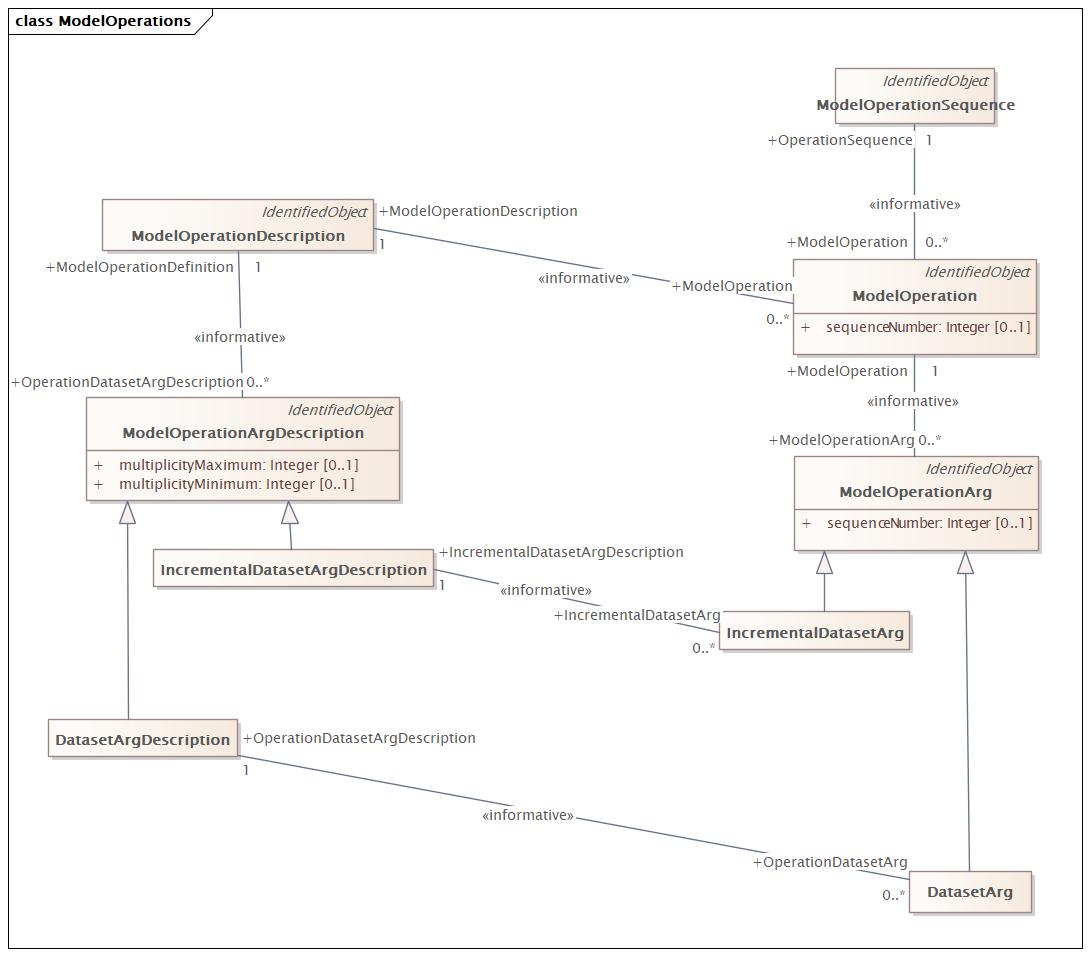 class ModelOperations
IdentifiedObject
ModelOperationSequence
+OperationSequence 1
«informative»
+ModelOperation 0..*
IdentifiedObject
ModelOperationDescription
+ModelOperationDescription
1
«informative»
+ModelOperation
0..*
IdentifiedObject
ModelOperation
+ sequenceNumber: Integer [0..1]
+ModelOperationDefinition 1
«informative»
+OperationDatasetArgDescription 0..*
+ModelOperation 1
«informative»
+ModelOperationArg 0..*
IdentifiedObject
ModelOperationArgDescription
+ multiplicityMaximum: Integer [0..1]
+ multiplicityMinimum: Integer [0..1]
IdentifiedObject
ModelOperationArg
+ sequenceNumber: Integer [0..1]
IncrementalDatasetArgDescription
+IncrementalDatasetArgDescription
1
«informative»
+IncrementalDatasetArg
0..*
IncrementalDatasetArg
DatasetArgDescription
+OperationDatasetArgDescription
1
«informative»
+OperationDatasetArg
0..*
DatasetArg